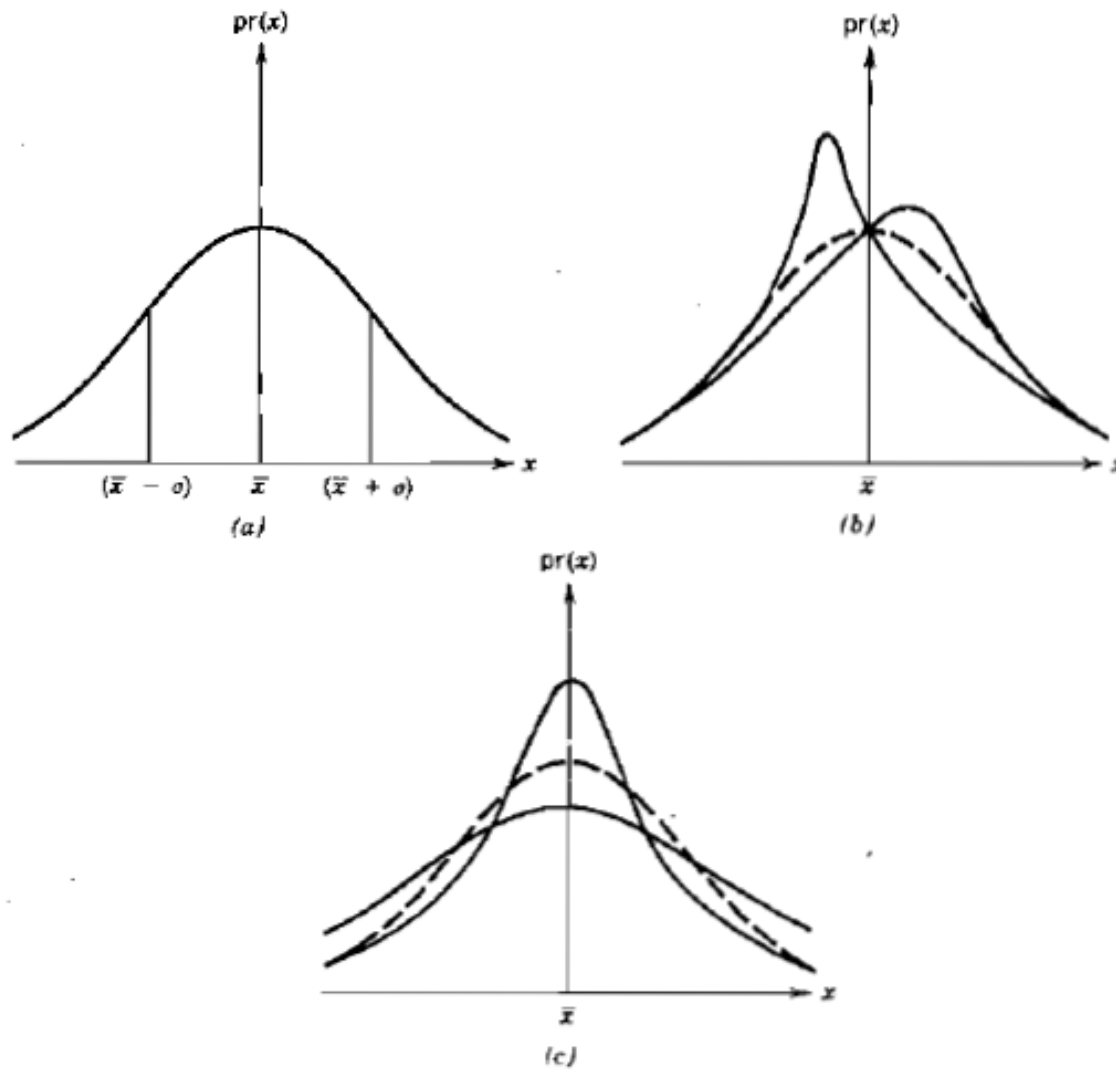 pr(x)
(x̄ − σ) x̄ (x̄ + σ) x
(a)
pr(x)
x̄ x
(b)
pr(x)
x̄ x
(c)